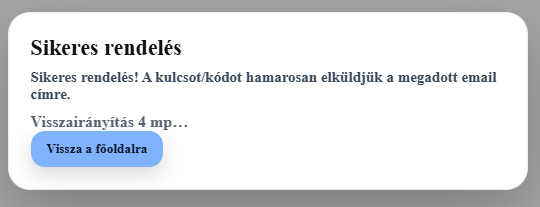 Sikeres rendelés
Sikeres rendelés! A kulcsot/kódot hamarosan elküldjük a megadott email
címre.
Visszairányítás 4 mp…
Vissza a főoldalra